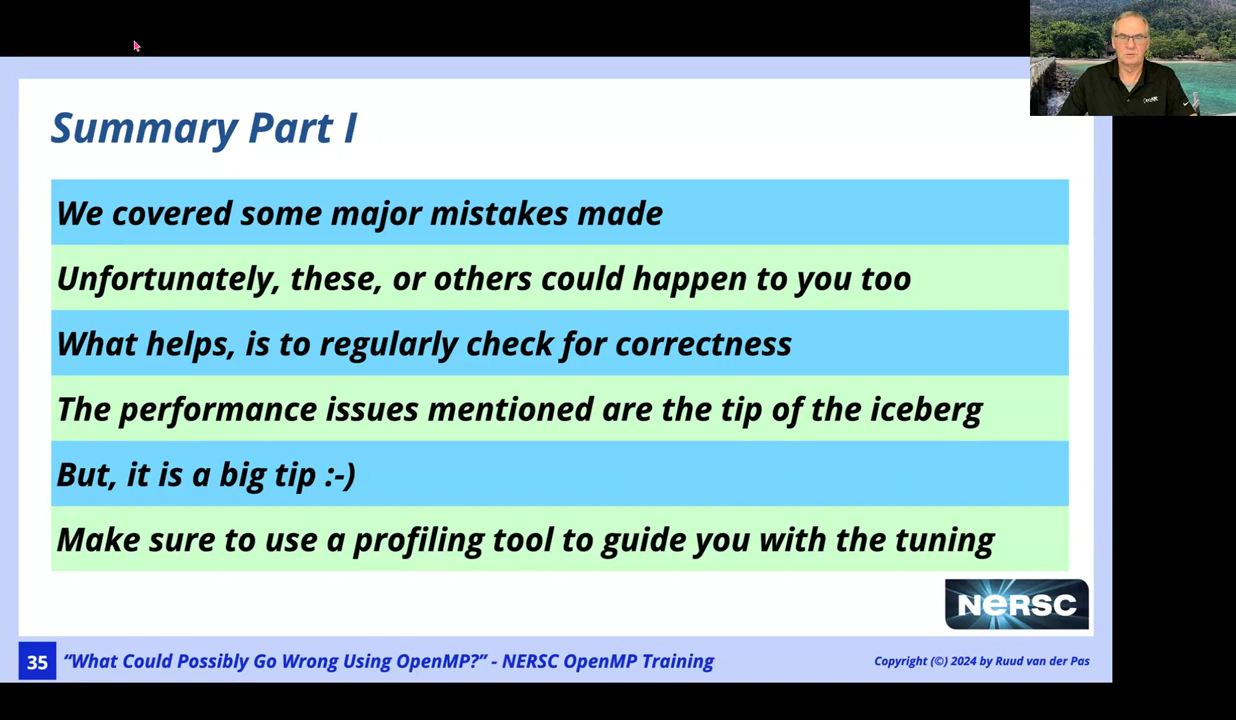 Summary Part I
We covered some major mistakes made
Unfortunately, these, or others could happen to you too
What helps, is to regularly check for correctness
The performance issues mentioned are the tip of the iceberg
But, it is a big tip :-)
Make sure to use a profiling tool to guide you with the tuning
NeRSC
35
“What Could Possibly Go Wrong Using OpenMP?” - NERSC OpenMP Training
Copyright (©) 2024 by Ruud van der Pas